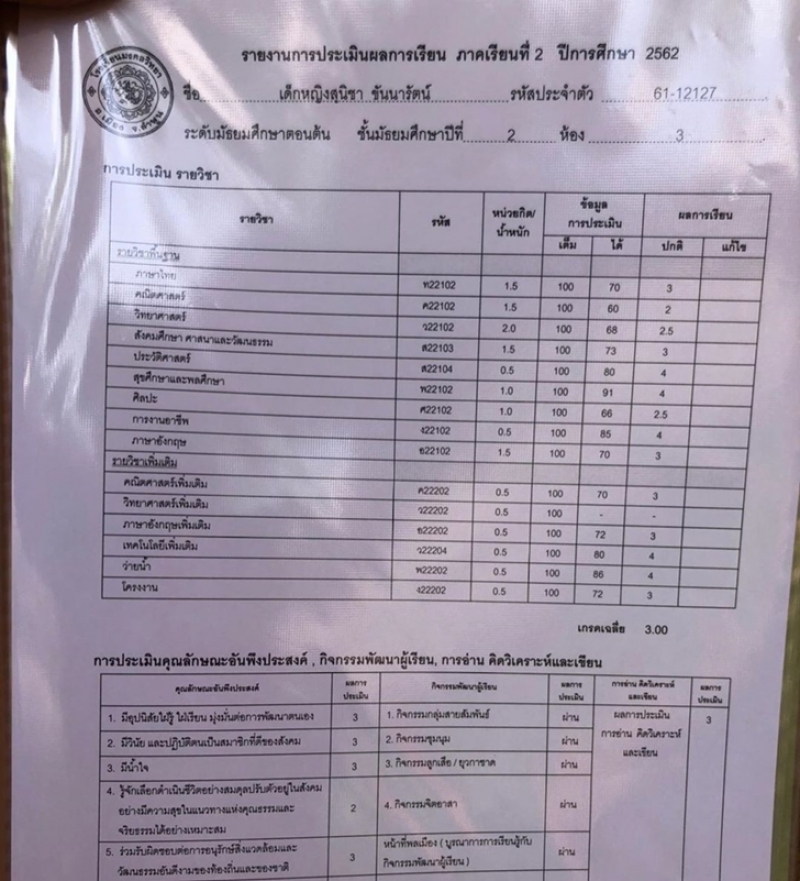 รายงานการประเมินผลการเรียน ภาคเรียนที่ 2 ปีการศึกษา 2562
ชื่อ เด็กหญิงสุนิชา ขันนารัตน์ รหัสประจำตัว 61-12127
ระดับมัธยมศึกษาตอนต้น ชั้นมัธยมศึกษาปีที่ 2 ห้อง 3
การประเมิน รายวิชา
รายวิชา รหัส หน่วยกิต/น้ำหนัก ข้อมูลการประเมิน ผลการเรียน
เต็ม ได้ ปกติ แก้ไข
รายวิชาพื้นฐาน
ภาษาไทย ท22102 1.5 100 70 3
คณิตศาสตร์ ค22102 1.5 100 60 2
วิทยาศาสตร์ ว22102 2.0 100 68 2.5
สังคมศึกษา ศาสนาและวัฒนธรรม ส22103 1.5 100 73 3
ประวัติศาสตร์ ส22104 0.5 100 80 4
สุขศึกษาและพลศึกษา พ22102 1.0 100 91 4
ศิลปะ ศ22102 1.0 100 66 2.5
การงานอาชีพ ง22102 0.5 100 85 4
ภาษาอังกฤษ อ22102 1.5 100 70 3
รายวิชาเพิ่มเติม
คณิตศาสตร์เพิ่มเติม ค22202 0.5 100 70 3
วิทยาศาสตร์เพิ่มเติม ว22202 0.5 100 - -
ภาษาอังกฤษเพิ่มเติม อ22202 0.5 100 72 3
เทคโนโลยีเพิ่มเติม ว22204 0.5 100 80 4
ว่ายน้ำ พ22202 0.5 100 86 4
โครงงาน ง22202 0.5 100 72 3
เกรดเฉลี่ย 3.00
การประเมินคุณลักษณะอันพึงประสงค์ , กิจกรรมพัฒนาผู้เรียน, การอ่าน คิดวิเคราะห์และเขียน
คุณลักษณะอันพึงประสงค์ ผลการประเมิน กิจกรรมพัฒนาผู้เรียน ผลการประเมิน การอ่าน คิดวิเคราะห์และเขียน ผลการประเมิน
1. มีอุปนิสัยใฝ่รู้ ใฝ่เรียน มุ่งมั่นต่อการพัฒนาตนเอง 3 1. กิจกรรมกลุ่มสายสัมพันธ์ ผ่าน ผลการประเมิน 3
2. มีวินัย และปฏิบัติตนเป็นสมาชิกที่ดีของสังคม 3 2. กิจกรรมชุมนุม ผ่าน การอ่าน คิดวิเคราะห์
3. มีน้ำใจ 3 3. กิจกรรมลูกเสือ / ยุวกาชาด ผ่าน และเขียน
4. รู้จักเลือกดำเนินชีวิตอย่างสมดุลปรับตัวอยู่ในสังคม
อย่างมีความสุขในแนวทางแห่งคุณธรรมและ 2 4. กิจกรรมจิตอาสา ผ่าน
จริยธรรมได้อย่างเหมาะสม
5. ร่วมรับผิดชอบต่อการอนุรักษ์สิ่งแวดล้อมและ 3 หน้าที่พลเมือง ( บูรณาการการเรียนรู้กับ ผ่าน
วัฒนธรรมอันดีงามของท้องถิ่นและของชาติ กิจกรรมพัฒนาผู้เรียน )